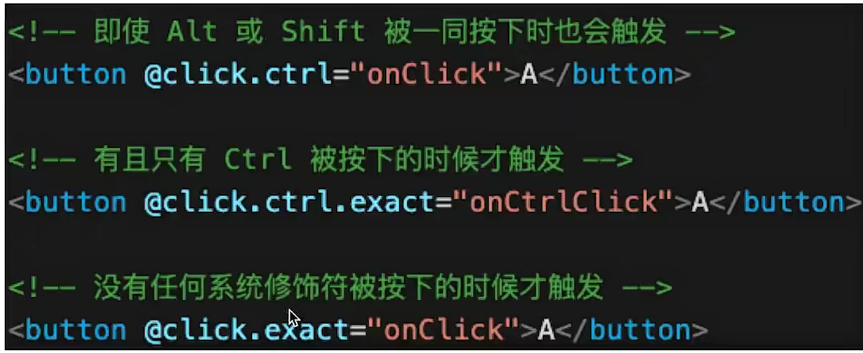 <!-- 即使 Alt 或 Shift 被一同按下时也会触发 -->
<button @click.ctrl="onClick">A</button>
<!-- 有且只有 Ctrl 被按下的时候才触发 -->
<button @click.ctrl.exact="onCtrlClick">A</button>
<!-- 没有任何系统修饰符被按下的时候才触发 -->
<button @click.exact="onClick">A</button>